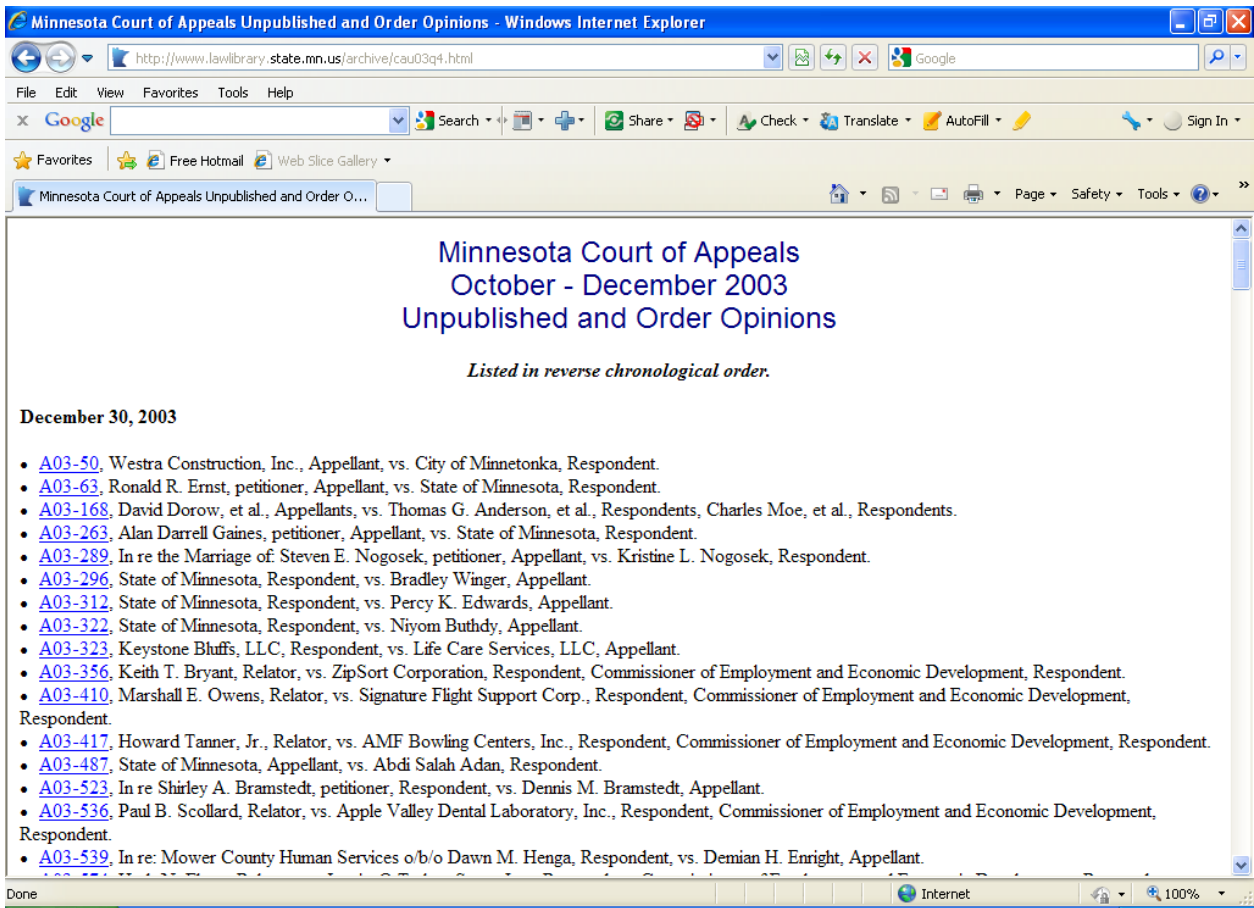 Minnesota Court of Appeals Unpublished and Order Opinions - Windows Internet Explorer
http://www.lawlibrary.state.mn.us/archive/cau03q4.html
Google
File Edit View Favorites Tools Help
x Google Search Share Check Translate AutoFill Sign In
Favorites Free Hotmail Web Slice Gallery
Minnesota Court of Appeals Unpublished and Order O... Page Safety Tools »
Minnesota Court of Appeals
October - December 2003
Unpublished and Order Opinions
Listed in reverse chronological order.
December 30, 2003
• A03-50, Westra Construction, Inc., Appellant, vs. City of Minnetonka, Respondent.
• A03-63, Ronald R. Ernst, petitioner, Appellant, vs. State of Minnesota, Respondent.
• A03-168, David Dorow, et al., Appellants, vs. Thomas G. Anderson, et al., Respondents, Charles Moe, et al., Respondents.
• A03-263, Alan Darrell Gaines, petitioner, Appellant, vs. State of Minnesota, Respondent.
• A03-289, In re the Marriage of: Steven E. Nogosek, petitioner, Appellant, vs. Kristine L. Nogosek, Respondent.
• A03-296, State of Minnesota, Respondent, vs. Bradley Winger, Appellant.
• A03-312, State of Minnesota, Respondent, vs. Percy K. Edwards, Appellant.
• A03-322, State of Minnesota, Respondent, vs. Niyom Buthdy, Appellant.
• A03-323, Keystone Bluffs, LLC, Respondent, vs. Life Care Services, LLC, Appellant.
• A03-356, Keith T. Bryant, Relator, vs. ZipSort Corporation, Respondent, Commissioner of Employment and Economic Development, Respondent.
• A03-410, Marshall E. Owens, Relator, vs. Signature Flight Support Corp., Respondent, Commissioner of Employment and Economic Development,
Respondent.
• A03-417, Howard Tanner, Jr., Relator, vs. AMF Bowling Centers, Inc., Respondent, Commissioner of Employment and Economic Development, Respondent.
• A03-487, State of Minnesota, Appellant, vs. Abdi Salah Adan, Respondent.
• A03-523, In re Shirley A. Bramstedt, petitioner, Respondent, vs. Dennis M. Bramstedt, Appellant.
• A03-536, Paul B. Scollard, Relator, vs. Apple Valley Dental Laboratory, Inc., Respondent, Commissioner of Employment and Economic Development,
Respondent.
• A03-539, In re: Mower County Human Services o/b/o Dawn M. Henga, Respondent, vs. Demian H. Enright, Appellant.
Done Internet 100%